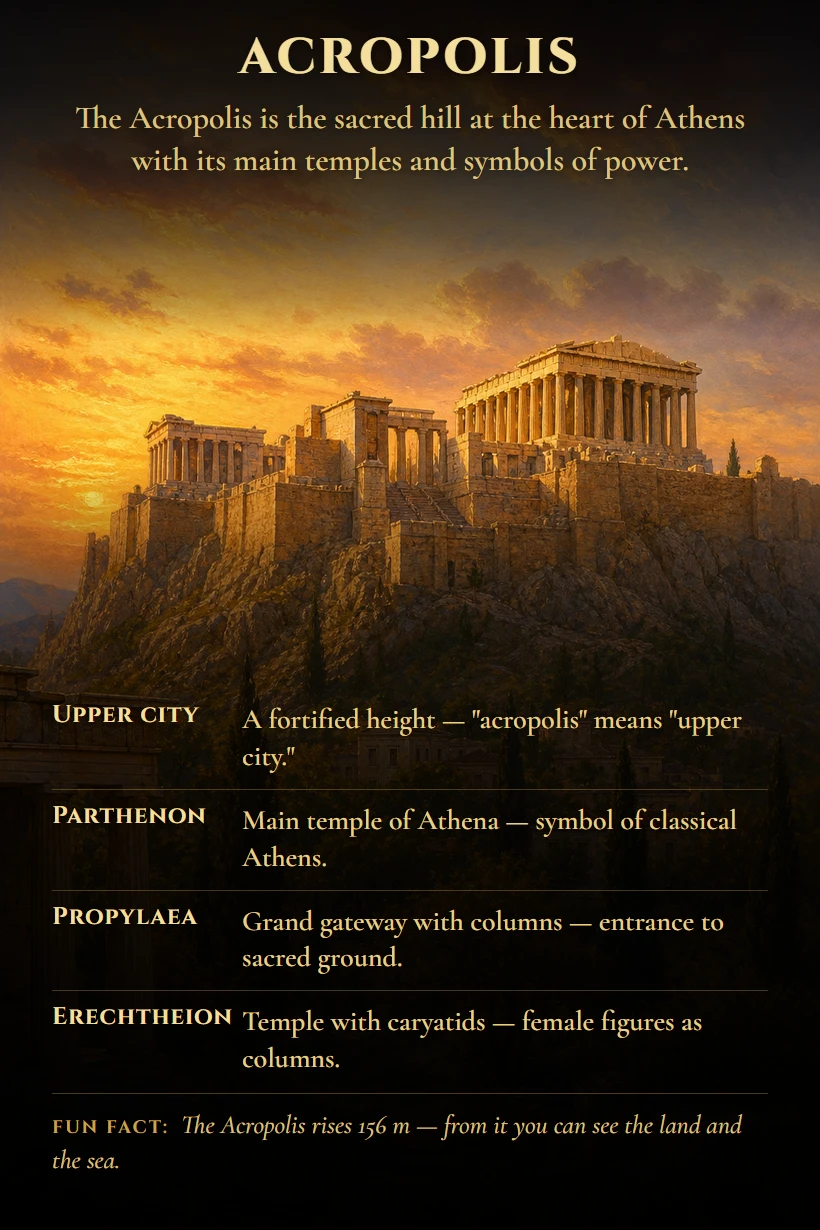 ACROPOLIS
The Acropolis is the sacred hill at the heart of Athens
with its main temples and symbols of power.
UPPER CITY
A fortified height — "acropolis" means "upper
city."
PARTHENON
Main temple of Athena — symbol of classical
Athens.
PROPYLAEA
Grand gateway with columns — entrance to
sacred ground.
ERECHTHEION
Temple with caryatids — female figures as
columns.
FUN FACT: The Acropolis rises 156 m — from it you can see the land and
the sea.